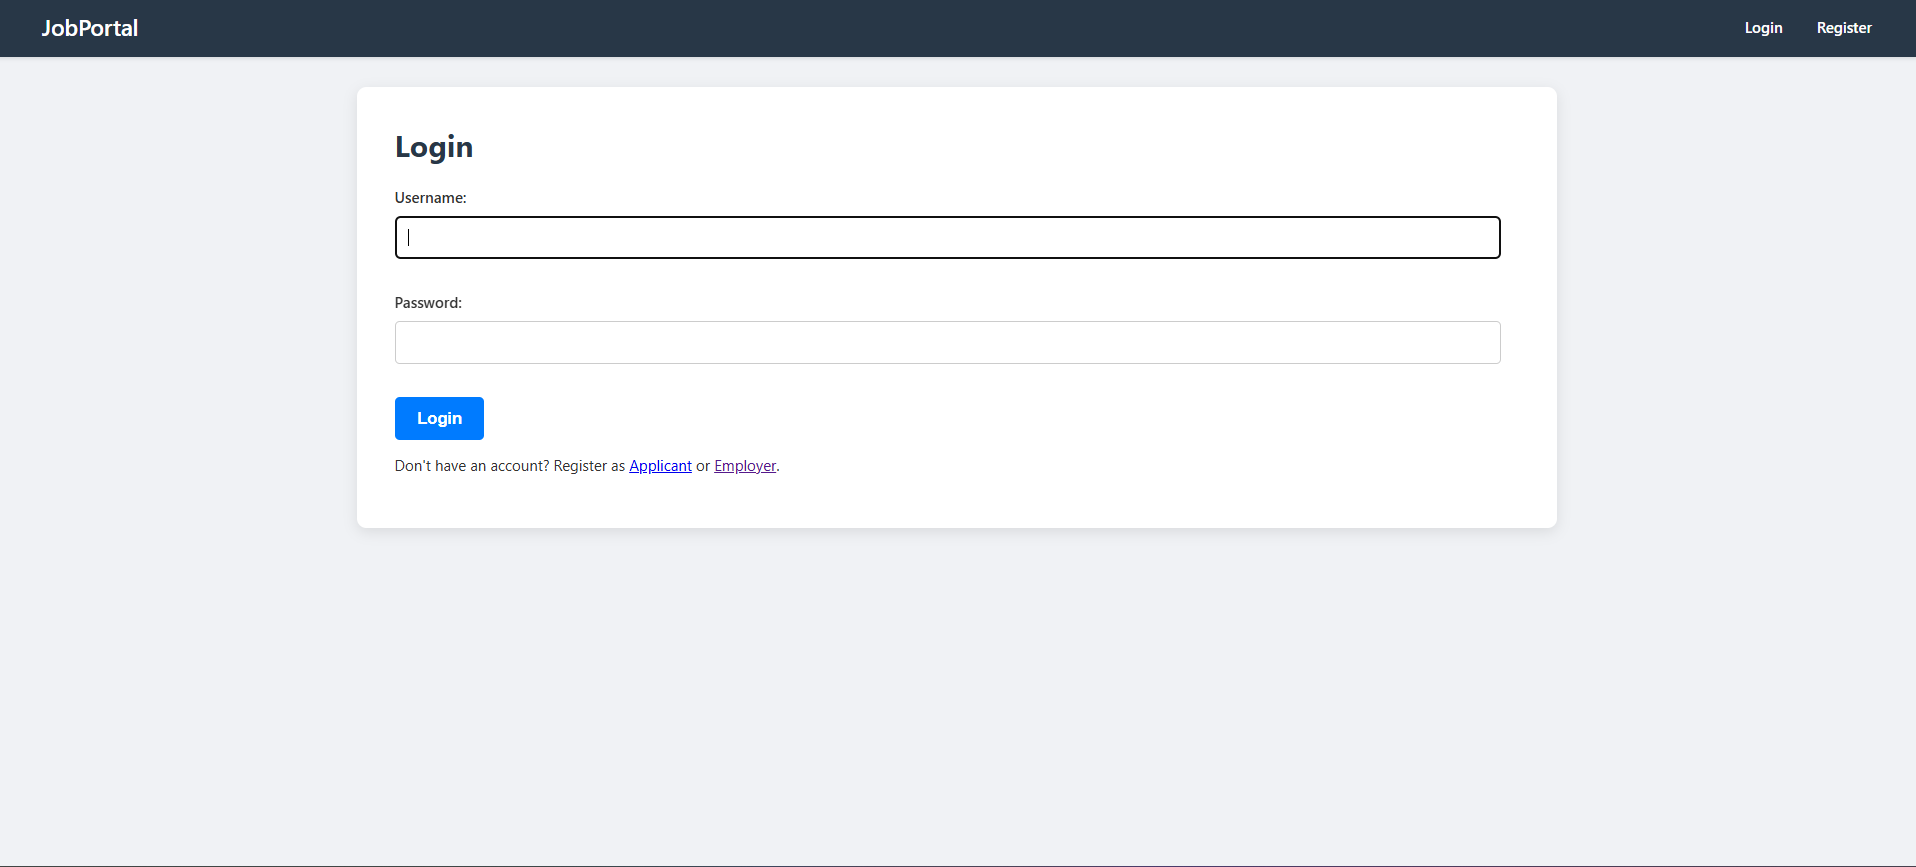 JobPortal
Login Register
Login
Username:
Password:
Login
Don't have an account? Register as Applicant or Employer.